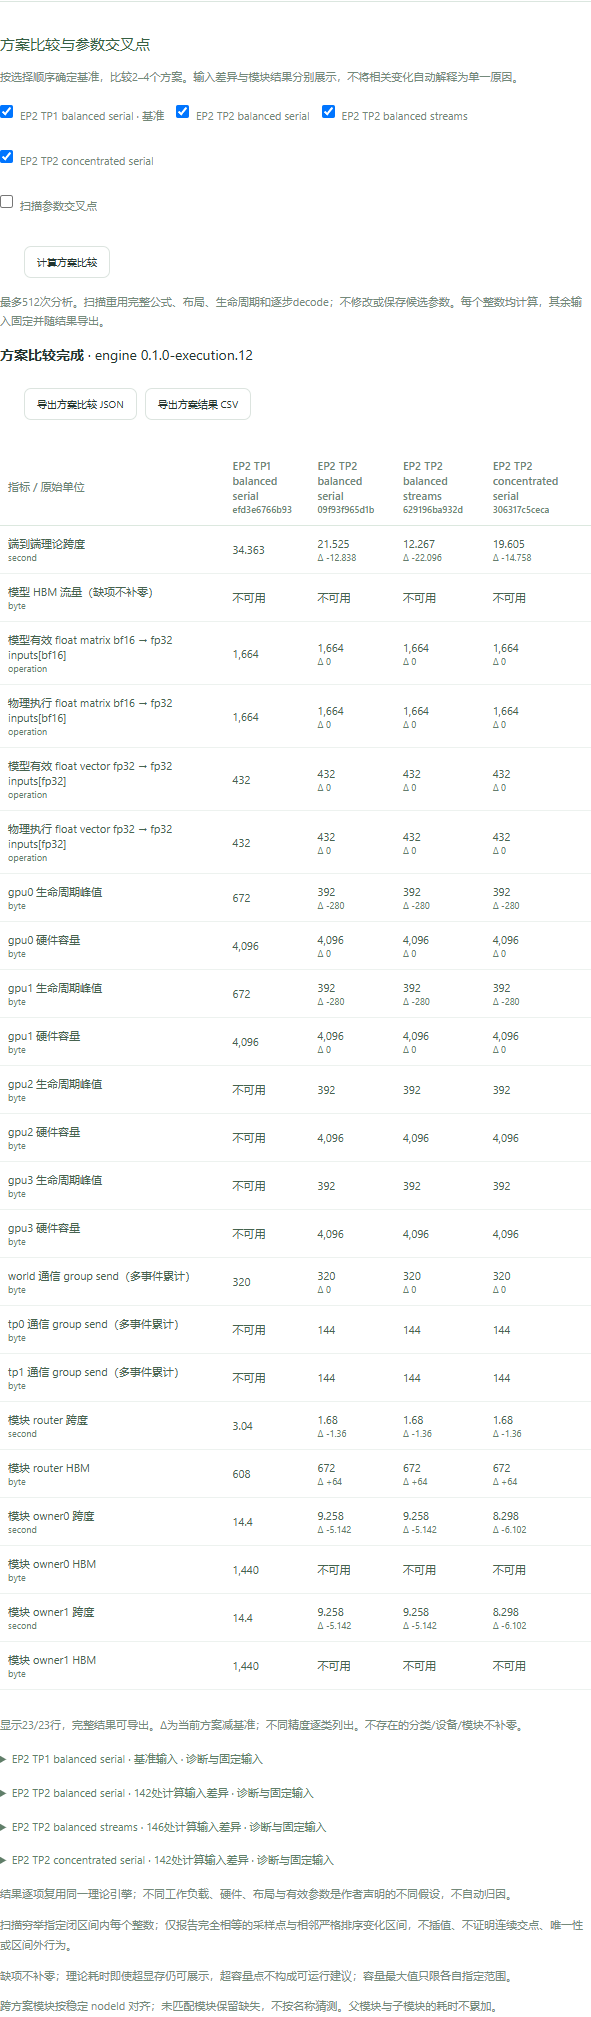 方案比较与参数交叉点
按选择顺序确定基准，比较2–4个方案。输入差异与模块结果分别展示，不将相关变化自动解释为单一原因。
EP2 TP1 balanced serial · 基准 EP2 TP2 balanced serial EP2 TP2 balanced streams
EP2 TP2 concentrated serial
扫描参数交叉点
计算方案比较
最多512次分析。扫描重用完整公式、布局、生命周期和逐步decode；不修改或保存候选参数。每个整数均计算，其余输
入固定并随结果导出。
方案比较完成 · engine 0.1.0-execution.12
导出方案比较 JSON 导出方案结果 CSV
指标 / 原始单位 EP2 TP1 balanced serial efd3e6766b93 EP2 TP2 balanced serial 09f93f965d1b EP2 TP2 balanced streams 629196ba932d EP2 TP2 concentrated serial 306317c5ceca
端到端理论跨度 34.363 21.525 12.267 19.605
second Δ -12.838 Δ -22.096 Δ -14.758
模型 HBM 流量（缺项不补零） 不可用 不可用 不可用 不可用
byte
模型有效 float matrix bf16 → fp32
inputs[bf16] 1,664 1,664 1,664 1,664
operation Δ 0 Δ 0 Δ 0
物理执行 float matrix bf16 → fp32
inputs[bf16] 1,664 1,664 1,664 1,664
operation Δ 0 Δ 0 Δ 0
模型有效 float vector fp32 → fp32
inputs[fp32] 432 432 432 432
operation Δ 0 Δ 0 Δ 0
物理执行 float vector fp32 → fp32
inputs[fp32] 432 432 432 432
operation Δ 0 Δ 0 Δ 0
gpu0 生命周期峰值 672 392 392 392
byte Δ -280 Δ -280 Δ -280
gpu0 硬件容量 4,096 4,096 4,096 4,096
byte Δ 0 Δ 0 Δ 0
gpu1 生命周期峰值 672 392 392 392
byte Δ -280 Δ -280 Δ -280
gpu1 硬件容量 4,096 4,096 4,096 4,096
byte Δ 0 Δ 0 Δ 0
gpu2 生命周期峰值 不可用 392 392 392
byte
gpu2 硬件容量 不可用 4,096 4,096 4,096
byte
gpu3 生命周期峰值 不可用 392 392 392
byte
gpu3 硬件容量 不可用 4,096 4,096 4,096
byte
world 通信 group send（多事件累计） 320 320 320 320
byte Δ 0 Δ 0 Δ 0
tp0 通信 group send（多事件累计） 不可用 144 144 144
byte
tp1 通信 group send（多事件累计） 不可用 144 144 144
byte
模块 router 跨度 3.04 1.68 1.68 1.68
second Δ -1.36 Δ -1.36 Δ -1.36
模块 router HBM 608 672 672 672
byte Δ +64 Δ +64 Δ +64
模块 owner0 跨度 14.4 9.258 9.258 8.298
second Δ -5.142 Δ -5.142 Δ -6.102
模块 owner0 HBM 1,440 不可用 不可用 不可用
byte
模块 owner1 跨度 14.4 9.258 9.258 8.298
second Δ -5.142 Δ -5.142 Δ -6.102
模块 owner1 HBM 1,440 不可用 不可用 不可用
byte
显示23/23行，完整结果可导出。Δ为当前方案减基准；不同精度逐类列出。不存在的分类/设备/模块不补零。
▶ EP2 TP1 balanced serial · 基准输入 · 诊断与固定输入
▶ EP2 TP2 balanced serial · 142处计算输入差异 · 诊断与固定输入
▶ EP2 TP2 balanced streams · 146处计算输入差异 · 诊断与固定输入
▶ EP2 TP2 concentrated serial · 142处计算输入差异 · 诊断与固定输入
结果逐项复用同一理论引擎；不同工作负载、硬件、布局与有效参数是作者声明的不同假设，不自动归因。
扫描穷举指定闭区间内每个整数；仅报告完全相等的采样点与相邻严格排序变化区间，不插值、不证明连续交点、唯一性
或区间外行为。
缺项不补零；理论耗时即使超显存仍可展示，超容量点不构成可运行建议；容量最大值只限各自指定范围。
跨方案模块按稳定 nodeId 对齐；未匹配模块保留缺失，不按名称猜测。父模块与子模块的耗时不累加。